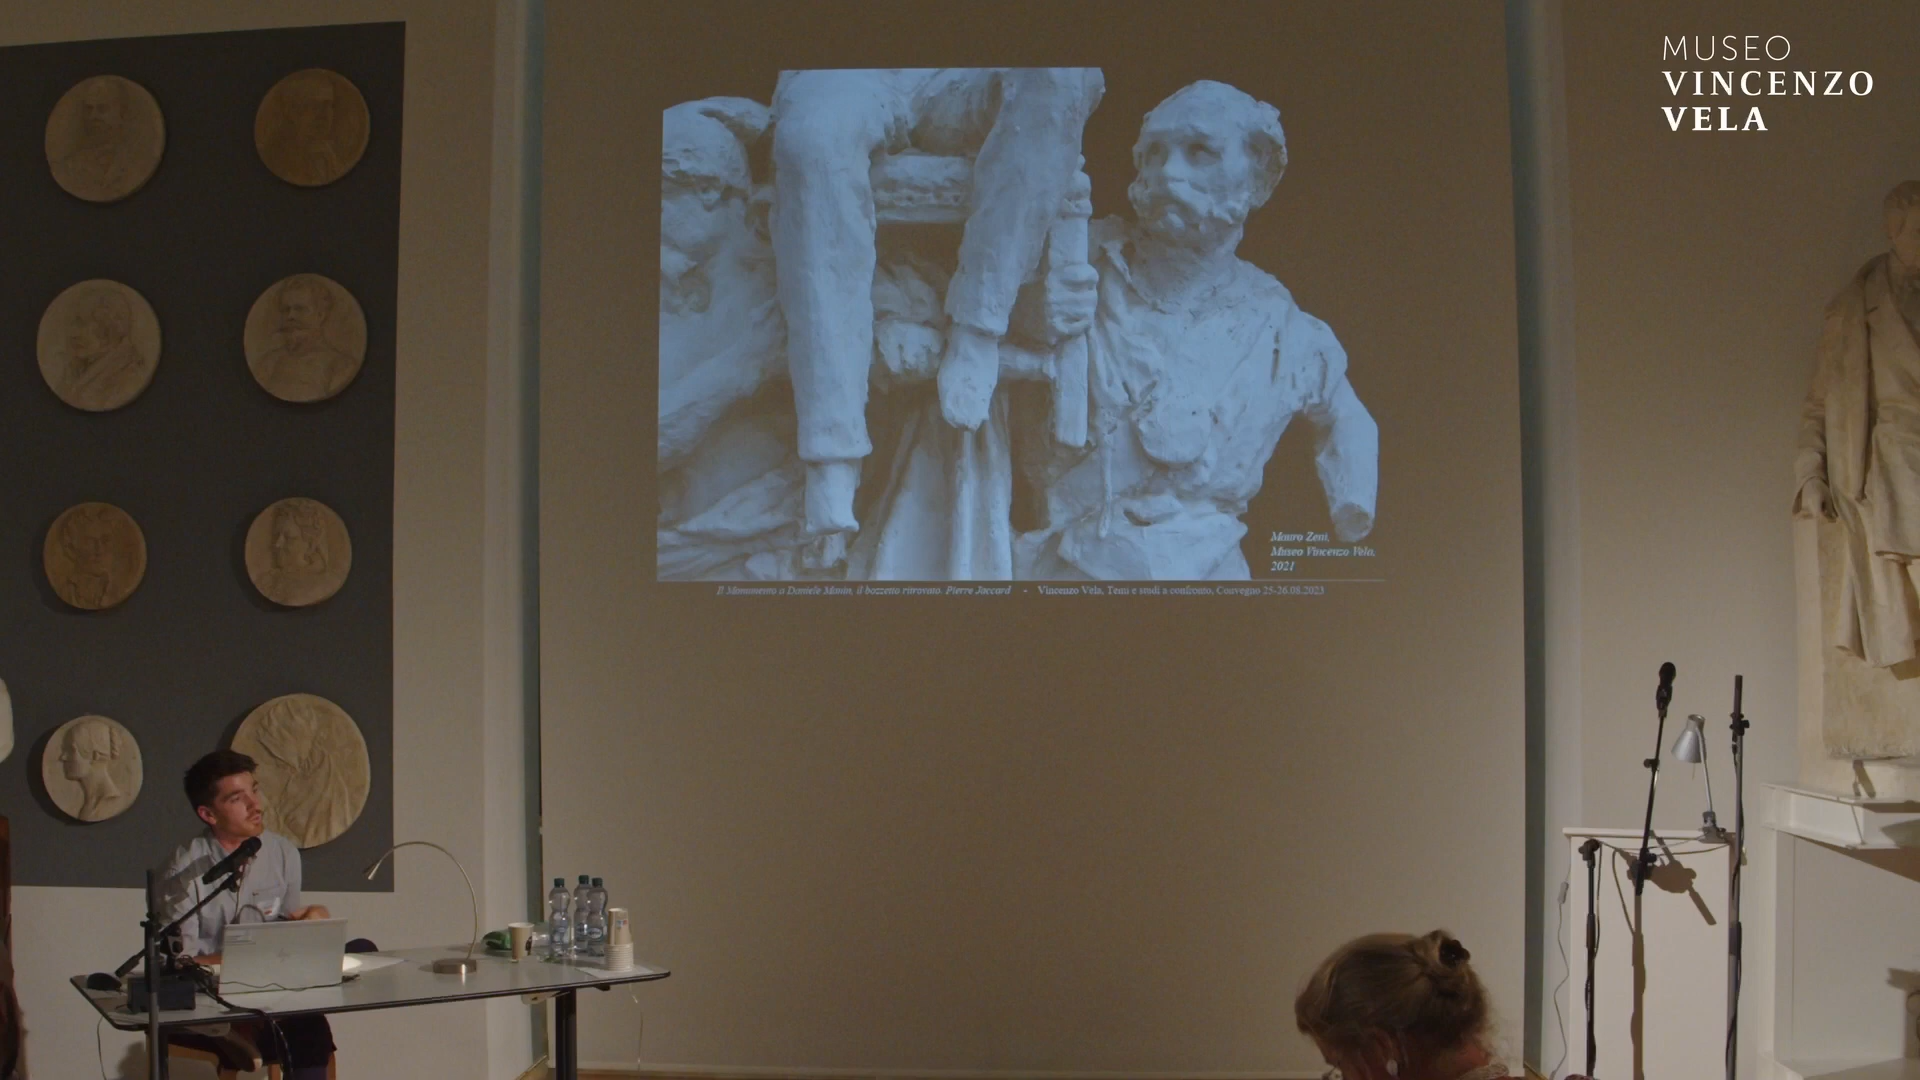 MUSEO
VINCENZO
VELA
Mauro Zeni,
Museo Vincenzo Vela,
2021
Il Monumento a Daniele Manin, il bozzetto ritrovato. Pierre Jaccard - Vincenzo Vela, Temi e studi a confronto, Convegno 25-26.08.2023